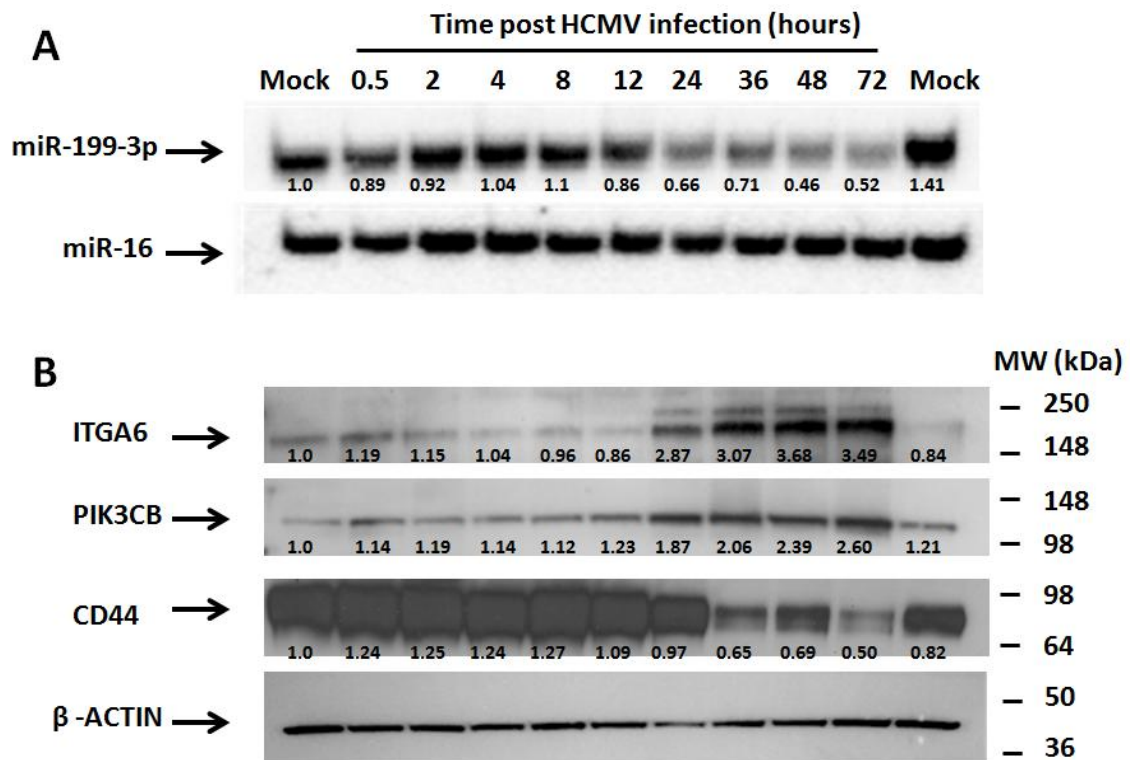 A
Time post HCMV infection (hours)
Mock 0.5 2 4 8 12 24 36 48 72 Mock
miR-199-3p
1.0 0.89 0.92 1.04 1.1 0.86 0.66 0.71 0.46 0.52 1.41
miR-16
B
MW (kDa)
250
ITGA6
148
1.0 1.19 1.15 1.04 0.96 0.86 2.87 3.07 3.68 3.49 0.84
148
PIK3CB
98
1.0 1.14 1.19 1.14 1.12 1.23 1.87 2.06 2.39 2.60 1.21
98
CD44
64
1.0 1.24 1.25 1.24 1.27 1.09 0.97 0.65 0.69 0.50 0.82
50
β -ACTIN
36